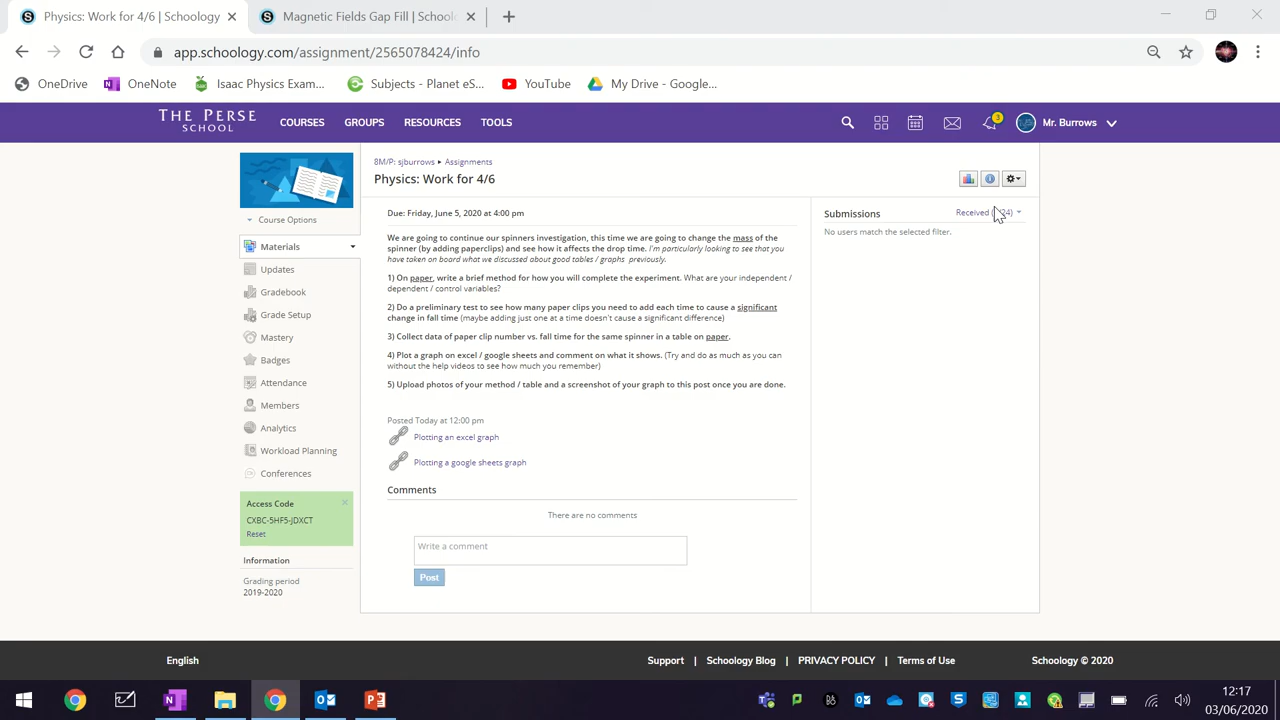 Physics: Work for 4/6 | Schoology
Magnetic Fields Gap Fill | Schoolo
app.schoology.com/assignment/2565078424/info
OneDrive
OneNote
Isaac Physics Exam...
Subjects - Planet eS...
YouTube
My Drive - Google...
THE PERSE
SCHOOL
COURSES
GROUPS
RESOURCES
TOOLS
3
Mr. Burrows
8M/P: sjburrows ▸ Assignments
Physics: Work for 4/6
Course Options
Materials
Updates
Gradebook
Grade Setup
Mastery
Badges
Attendance
Members
Analytics
Workload Planning
Conferences
Access Code
CXBC-5HF5-JDXCT
Reset
Information
Grading period
2019-2020
Due: Friday, June 5, 2020 at 4:00 pm
We are going to continue our spinners investigation, this time we are going to change the mass of the
spinner (by adding paperclips) and see how it affects the drop time. I'm particularly looking to see that you
have taken on board what we discussed about good tables / graphs previously.
1) On paper, write a brief method for how you will complete the experiment. What are your independent /
dependent / control variables?
2) Do a preliminary test to see how many paper clips you need to add each time to cause a significant
change in fall time (maybe adding just one at a time doesn't cause a significant difference)
3) Collect data of paper clip number vs. fall time for the same spinner in a table on paper.
4) Plot a graph on excel / google sheets and comment on what it shows. (Try and do as much as you can
without the help videos to see how much you remember)
5) Upload photos of your method / table and a screenshot of your graph to this post once you are done.
Posted Today at 12:00 pm
Plotting an excel graph
Plotting a google sheets graph
Comments
There are no comments
Write a comment
Post
Submissions
Received
No users match the selected filter.
English
Support | Schoology Blog | PRIVACY POLICY | Terms of Use
Schoology © 2020
12:17
03/06/2020